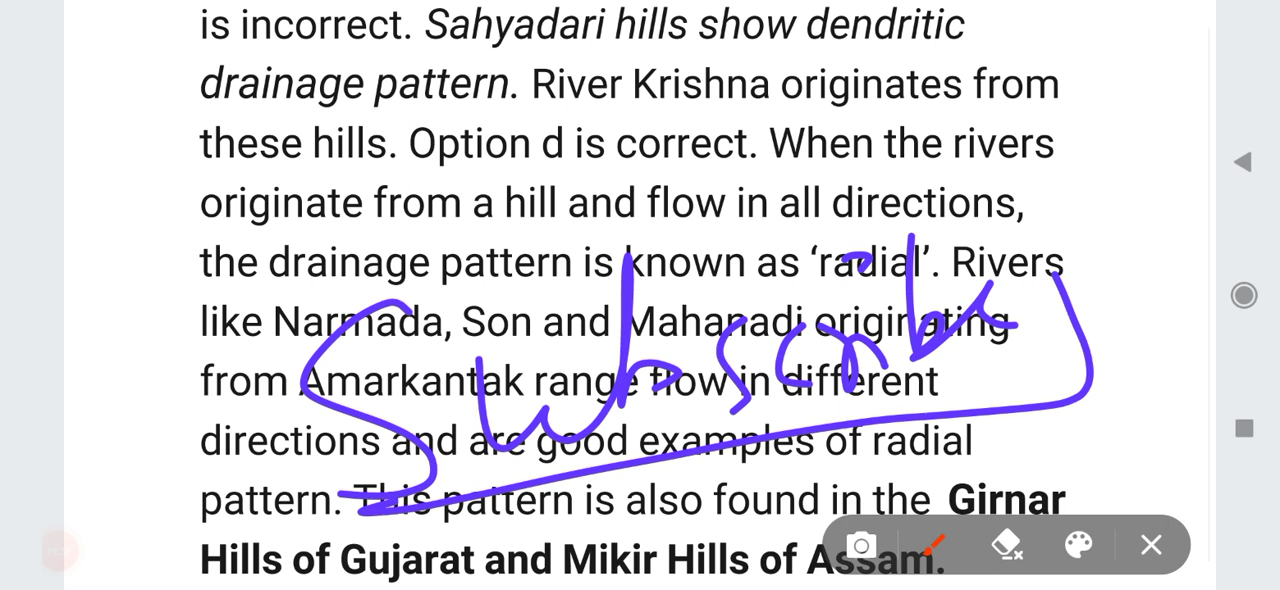 is incorrect. Sahyadari hills show dendritic
drainage pattern. River Krishna originates from
these hills. Option d is correct. When the rivers
originate from a hill and flow in all directions,
the drainage pattern is known as ‘radial’. Rivers
like Narmada, Son and Mahanadi originating
from Amarkantak range flow in different
directions and are good examples of radial
pattern. This pattern is also found in the Girnar
Hills of Gujarat and Mikir Hills of Assam.
Subscribe